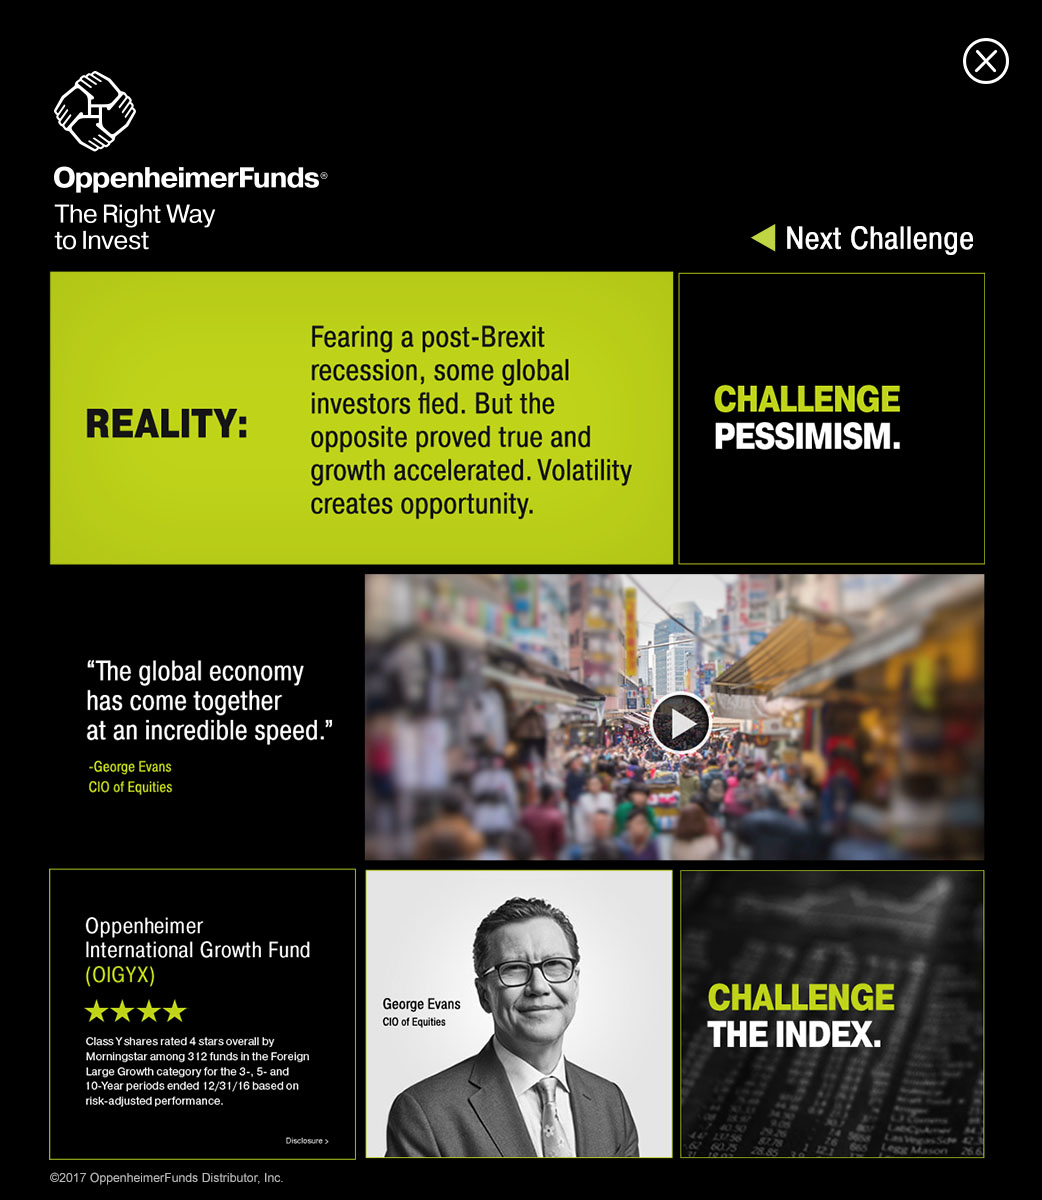 OppenheimerFunds®
The Right Way
to Invest
Next Challenge
REALITY:
Fearing a post-Brexit
recession, some global
investors fled. But the
opposite proved true and
growth accelerated. Volatility
creates opportunity.
CHALLENGE
PESSIMISM.
“The global economy
has come together
at an incredible speed.”
-George Evans
CIO of Equities
Oppenheimer
International Growth Fund
(OIGYX)
★★★★
Class Y shares rated 4 stars overall by
Morningstar among 312 funds in the Foreign
Large Growth category for the 3-, 5- and
10-Year periods ended 12/31/16 based on
risk-adjusted performance.
Disclosure >
George Evans
CIO of Equities
CHALLENGE
THE INDEX.
LabCpAmer
LasVegasSds
Legg Mason
©2017 OppenheimerFunds Distributor, Inc.